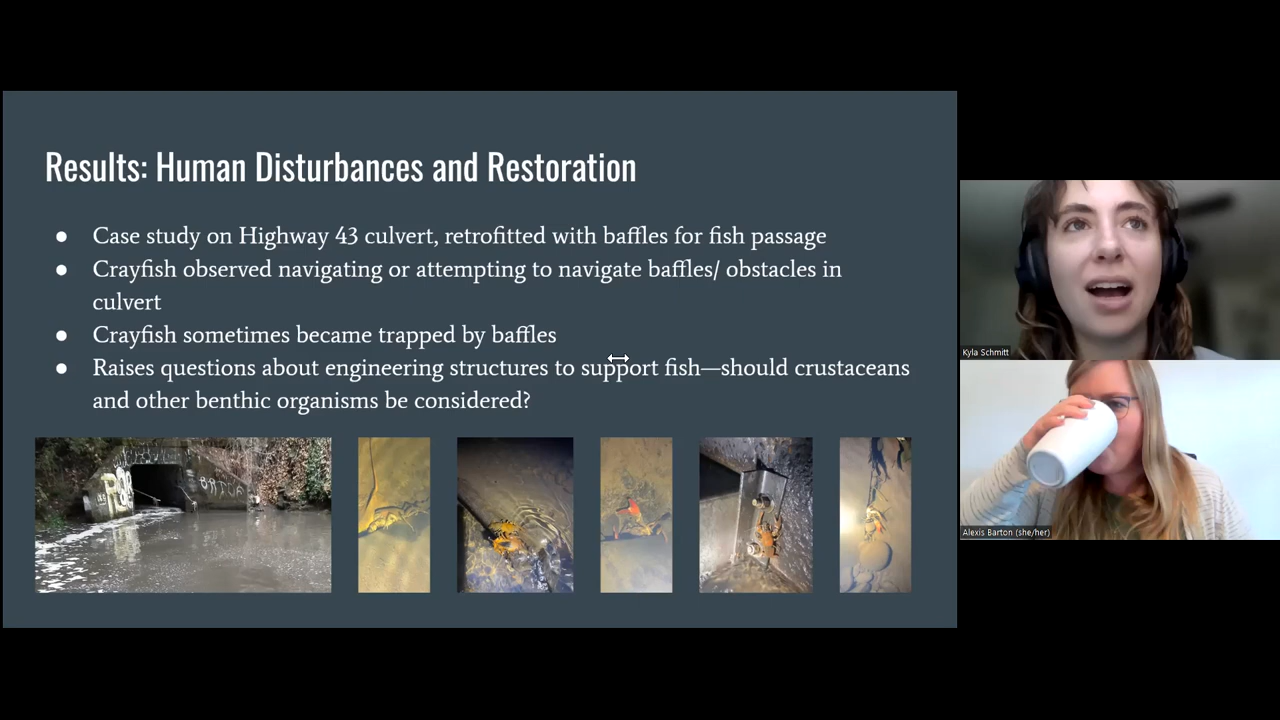 Results: Human Disturbances and Restoration
● Case study on Highway 43 culvert, retrofitted with baffles for fish passage
● Crayfish observed navigating or attempting to navigate baffles/ obstacles in
culvert
● Crayfish sometimes became trapped by baffles
● Raises questions about engineering structures to support fish—should crustaceans
and other benthic organisms be considered?
Kyla Schmitt
Alexis Barton (she/her)